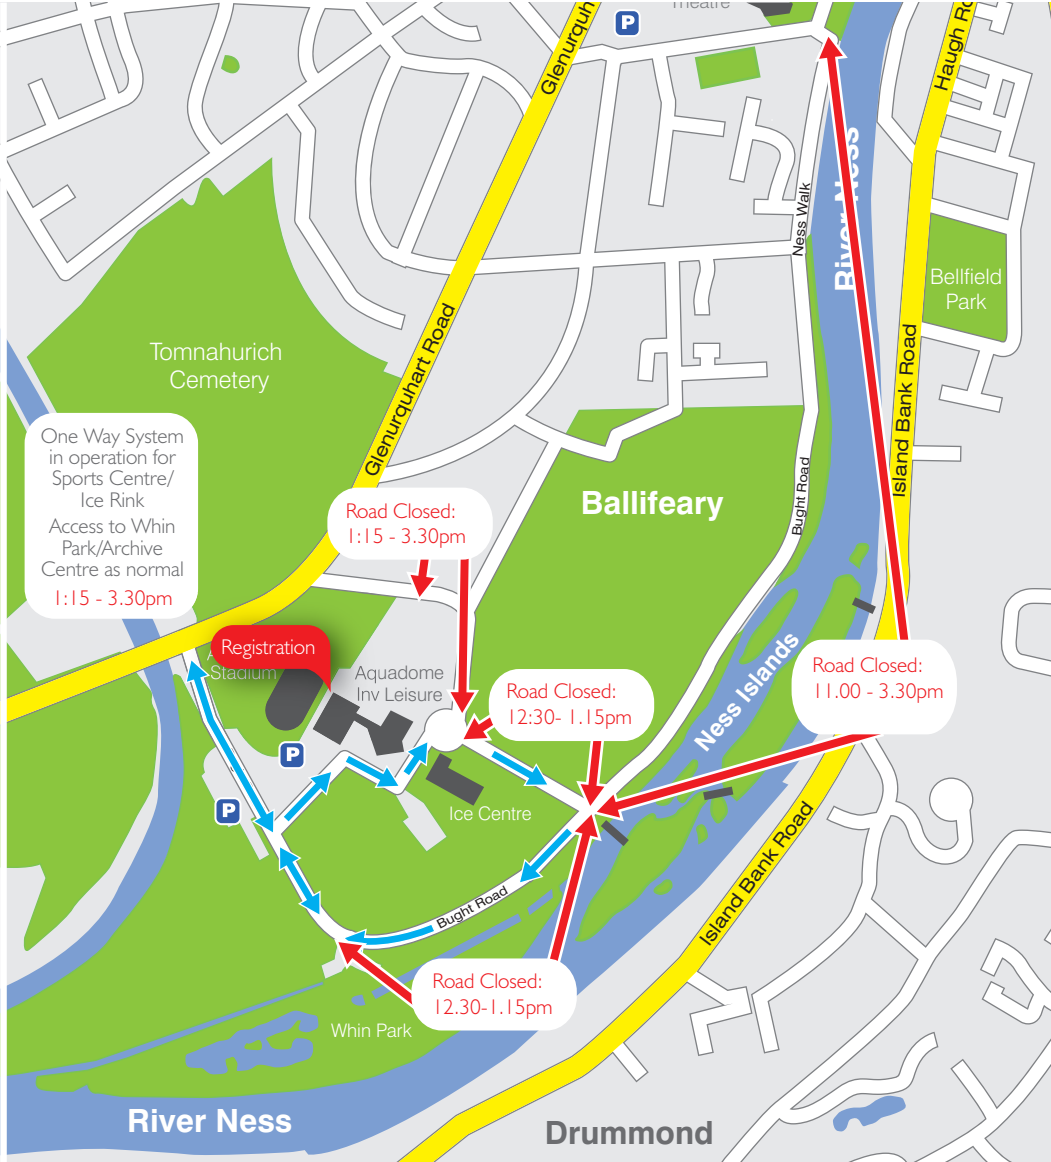 Theatre
P
Glenurquh
Haugh Ro
Ness Walk
River Ness
Bellfield
Park
Tomnahurich
Cemetery
Glenurquhart Road
Island Bank Road
One Way System
in operation for
Sports Centre/
Ice Rink
Access to Whin
Park/Archive
Centre as normal
1:15 - 3.30pm
Road Closed:
1:15 - 3.30pm
Ballifeary
Bught Road
Registration
Stadium
Aquadome
Inv Leisure
Road Closed:
12:30- 1.15pm
Ness Islands
Road Closed:
11.00 - 3.30pm
P
P
Ice Centre
Bught Road
Island Bank Road
Road Closed:
12.30-1.15pm
Whin Park
River Ness
Drummond